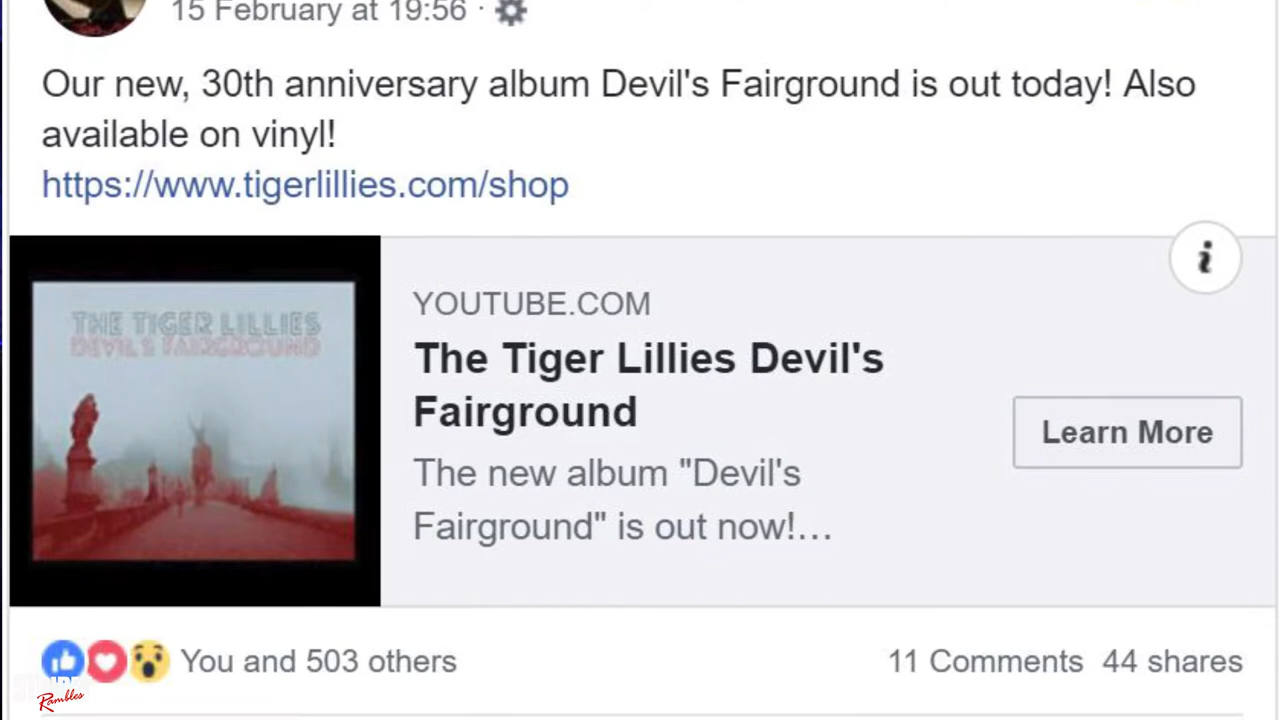 15 February at 19:56 ·
Our new, 30th anniversary album Devil's Fairground is out today! Also
available on vinyl!
https://www.tigerlillies.com/shop
THE TIGER LILLIES
DEVIL'S FAIRGROUND
YOUTUBE.COM
The Tiger Lillies Devil's
Fairground
The new album "Devil's
Fairground" is out now!...
Learn More
You and 503 others
11 Comments 44 shares
Rambles